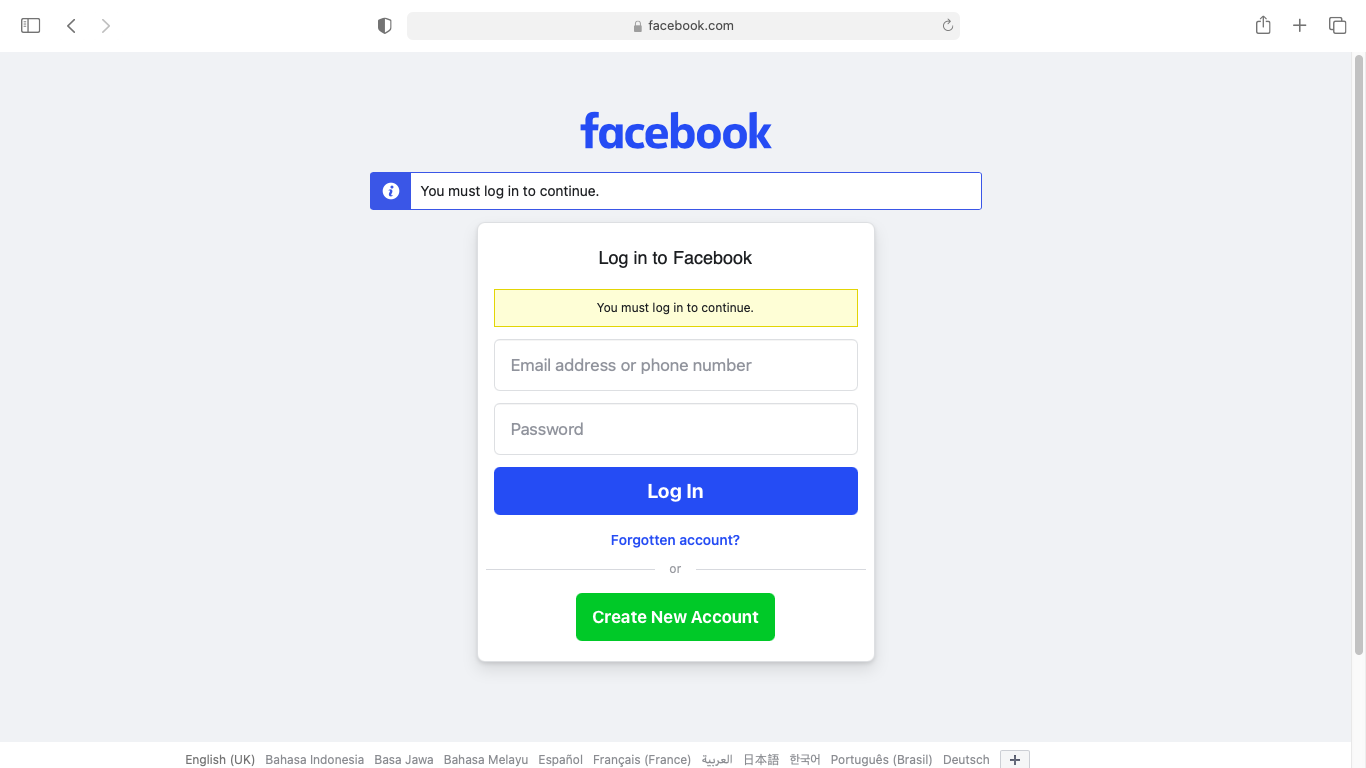 facebook.com
facebook
You must log in to continue.
Log in to Facebook
You must log in to continue.
Email address or phone number
Password
Log In
Forgotten account?
or
Create New Account
English (UK) Bahasa Indonesia Basa Jawa Bahasa Melayu Español Français (France) العربية 日本語 한국어 Português (Brasil) Deutsch